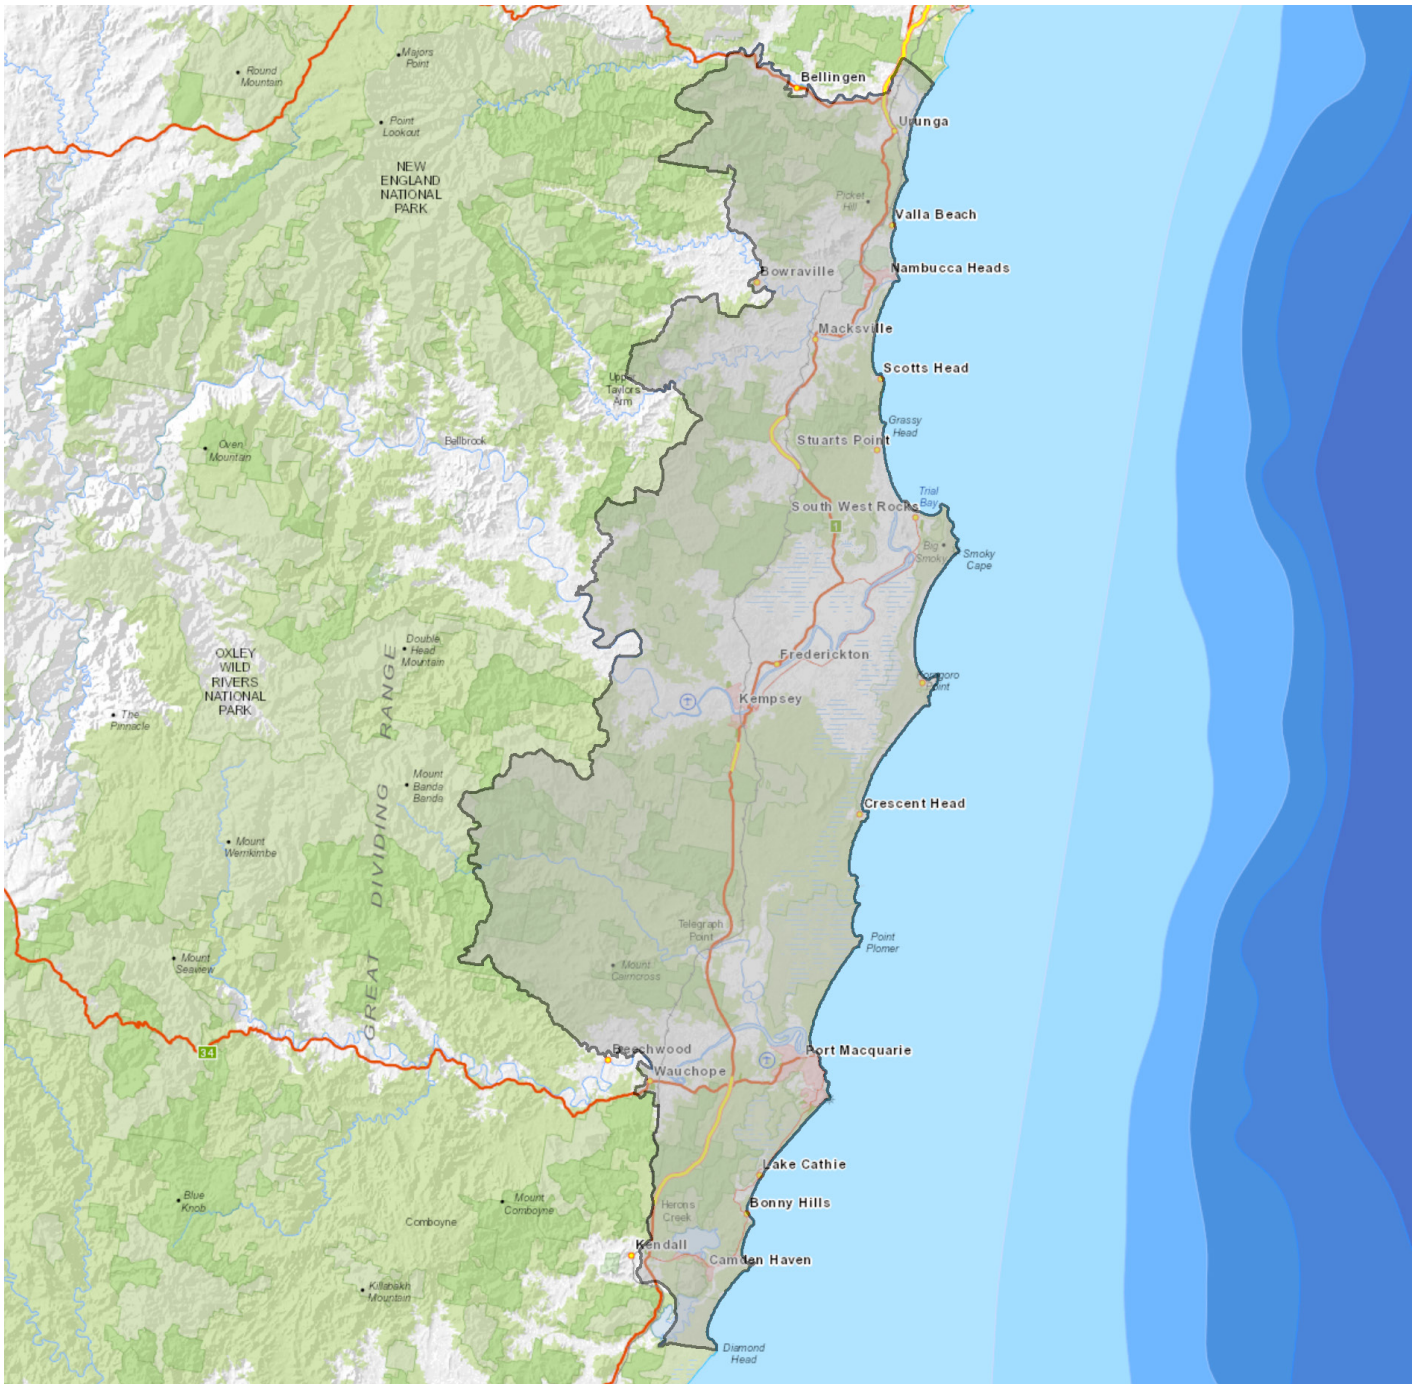 Majors
Point
Round
Mountain
Bellingen
Point
Lookout
Urunga
NEW
ENGLAND
NATIONAL
PARK
Picket
Hill
Valla Beach
Bowraville
Nambucca Heads
Macksville
Scotts Head
Upper
Taylors
Arm
Grassy
Head
Oven
Mountain
Bellbrook
Stuarts Point
Trial
Bay
South West Rocks
1
Big
Smoky
Smoky
Cape
Double
Head
Mountain
OXLEY
WILD
RIVERS
NATIONAL
PARK
Frederickton
Korogoro
Point
Kempsey
The
Pinnacle
GREAT DIVIDING RANGE
Mount
Banda
Banda
Crescent Head
Mount
Werrikimbe
Telegraph
Point
Point
Plomer
Mount
Seaview
Mount
Cairncross
34
Beechwood
Port Macquarie
Wauchope
Lake Cathie
Blue
Knob
Mount
Comboyne
Herons
Creek
Bonny Hills
Comboyne
Kendall
Camden Haven
Killabakh
Mountain
Diamond
Head